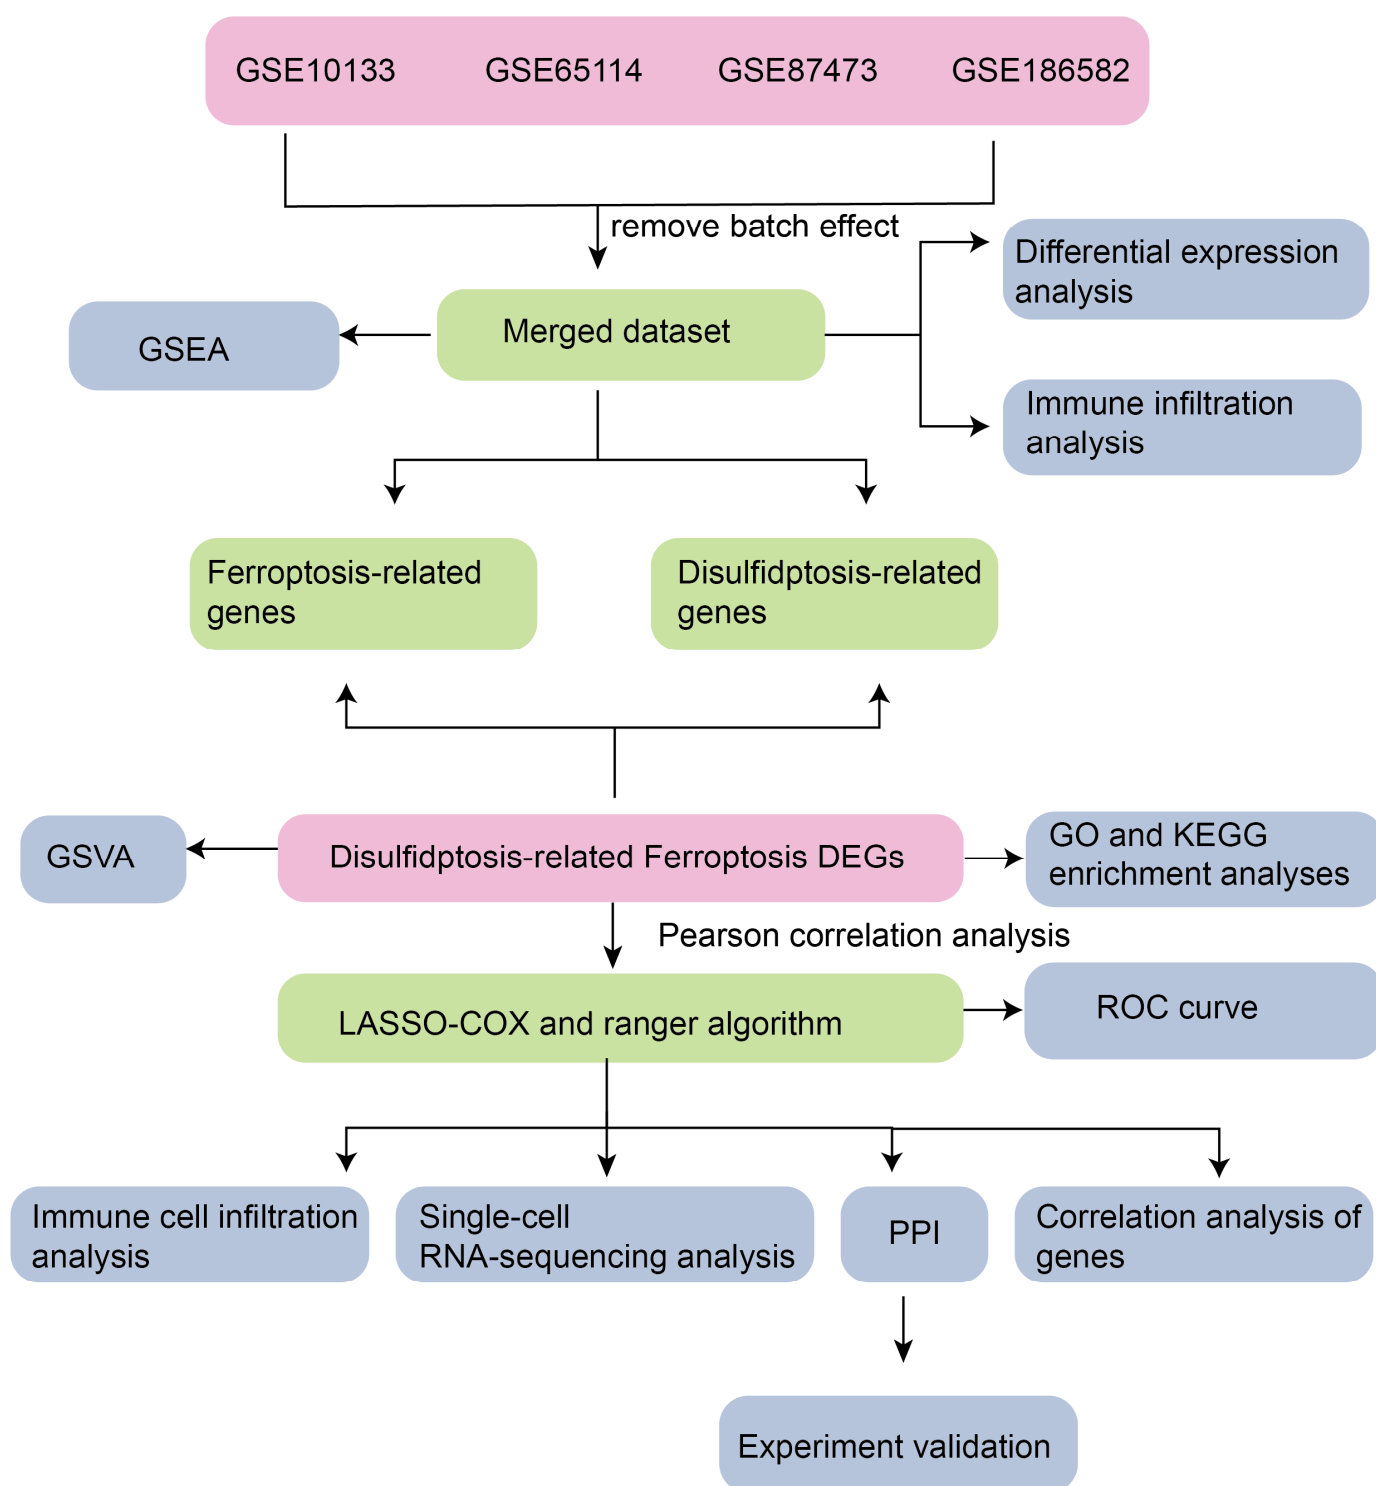 GSE10133 GSE65114 GSE87473 GSE186582
remove batch effect
Differential expression
analysis
Merged dataset
GSEA
Immune infiltration
analysis
Ferroptosis-related
genes
Disulfidptosis-related
genes
GSVA
Disulfidptosis-related Ferroptosis DEGs
GO and KEGG
enrichment analyses
Pearson correlation analysis
LASSO-COX and ranger algorithm
ROC curve
Immune cell infiltration
analysis
Single-cell
RNA-sequencing analysis
PPI
Correlation analysis of
genes
Experiment validation